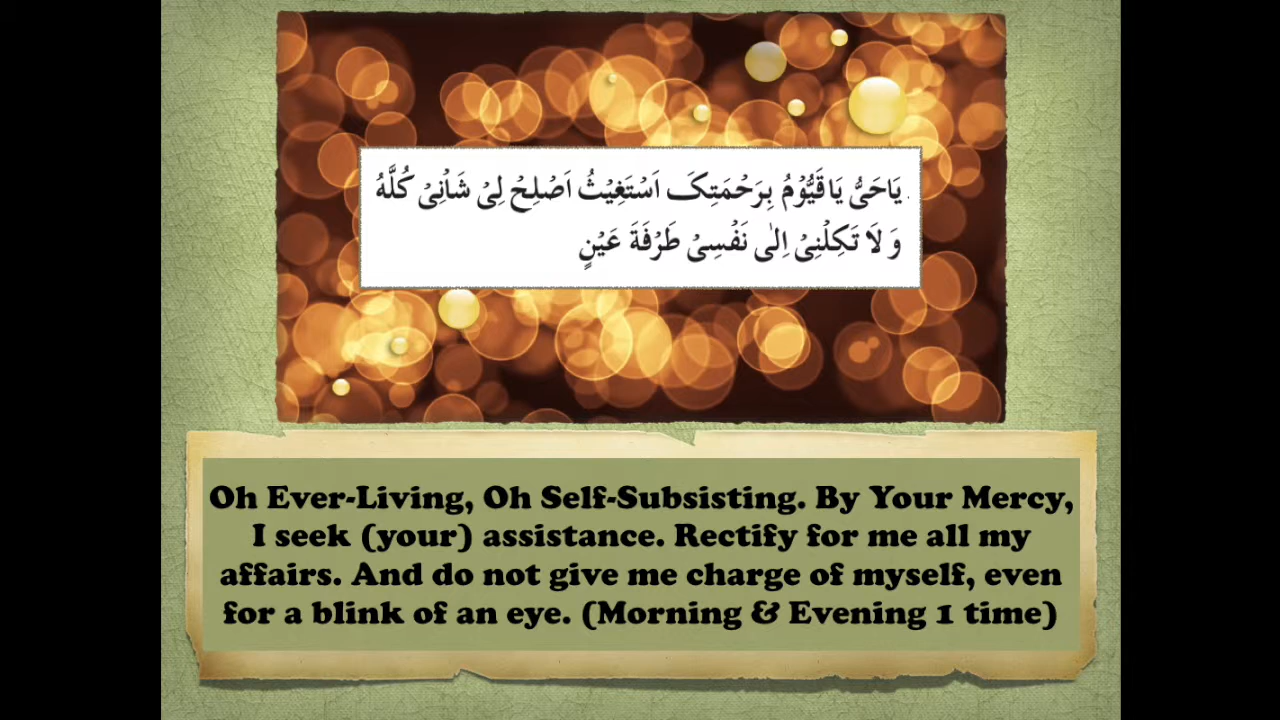 یَاحَیُّ یَا قَیُّوْمُ بِرَحْمَتِکَ اَسْتَغِیْثُ اَصْلِحْ لِیْ شَاْنِیْ کُلَّهُ
وَ لَا تَکِلْنِیْ اِلٰی نَفْسِیْ طَرْفَةَ عَیْنٍ
Oh Ever-Living, Oh Self-Subsisting. By Your Mercy,
I seek (your) assistance. Rectify for me all my
affairs. And do not give me charge of myself, even
for a blink of an eye. (Morning & Evening 1 time)